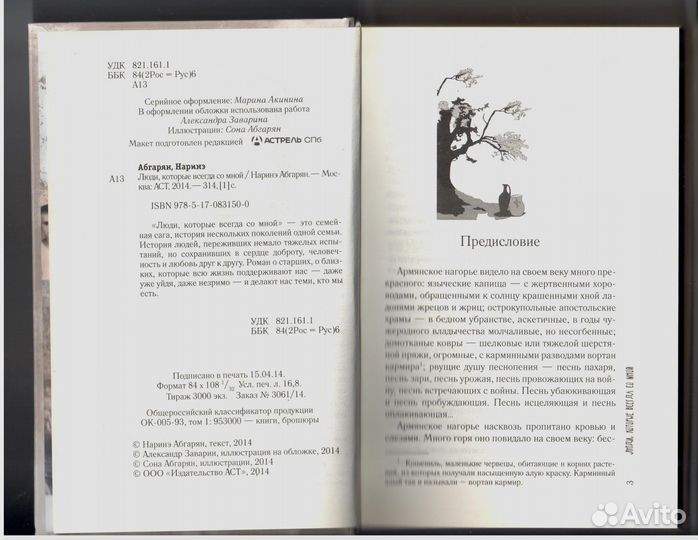 УДК 821.161.1
ББК 84(2Рос = Рус)6
А13
Серийное оформление: Марина Акинина
В оформлении обложки использована работа
Александра Заварина
Иллюстрации: Сона Абгарян
Макет подготовлен редакцией АСТРЕЛЬ СПб
Абгарян, Наринэ
А13 Люди, которые всегда со мной / Наринэ Абгарян. — Мос-
ква: АСТ, 2014. — 314, [1] с.
ISBN 978-5-17-083150-0
«Люди, которые всегда со мной» — это семей-
ная сага, история нескольких поколений одной семьи.
История людей, переживших немало тяжелых испыта-
ний, но сохранивших в сердце доброту, человеч-
ность и любовь друг к другу. Роман о старших, о близ-
ких, которые всю жизнь поддерживают нас — даже
уже уйдя, даже незримо — и делают нас теми, кто мы
есть.
УДК 821.161.1
ББК 84(2Рос = Рус)6
Подписано в печать 15.04.14.
Формат 84 х 108 1/32 Усл. печ. л. 16,8.
Тираж 3000 экз. Заказ № 3061/14.
Общероссийский классификатор продукции
ОК-005-93, том 1: 953000 — книги, брошюры
© Наринэ Абгарян, текст, 2014
© Александр Заварин, иллюстрация на обложке, 2014
© Сона Абгарян, иллюстрации, 2014
© ООО «Издательство АСТ», 2014
Предисловие
Армянское нагорье видело на своем веку много пре-
красного: языческие капища — с жертвенными хоро-
водами, обращенными к солнцу крашенными хной ла-
донями жрецов и жриц; острокупольные апостольские
храмы — в бедном убранстве, аскетичные, в годы чу-
жеродного владычества молчаливые, но несогбенные;
домотканые ковры — шелковые или тяжелой шерстя-
ной пряжи, огромные, с карминными разводами вортан
кармира¹; рвущие душу песнопения — песнь пахаря,
песнь зари, песнь урожая, песнь провожающих на вой-
ну, песнь встречающих с войны. Песнь убаюкивающая
и песнь пробуждающая. Песнь исцеляющая и песнь
оплакивающая...
Армянское нагорье насквозь пропитано кровью и
слезами. Много горя оно повидало на своем веку: бес-
¹ Кошениль, маленькие червецы, обитающие в корнях расте-
ний, из которых получали насыщенную алую краску. Карминный
цвет так и называли — вортан кармир.
ЛЮДИ, КОТОРЫЕ ВСЕГДА СО МНОЙ
3
Avito